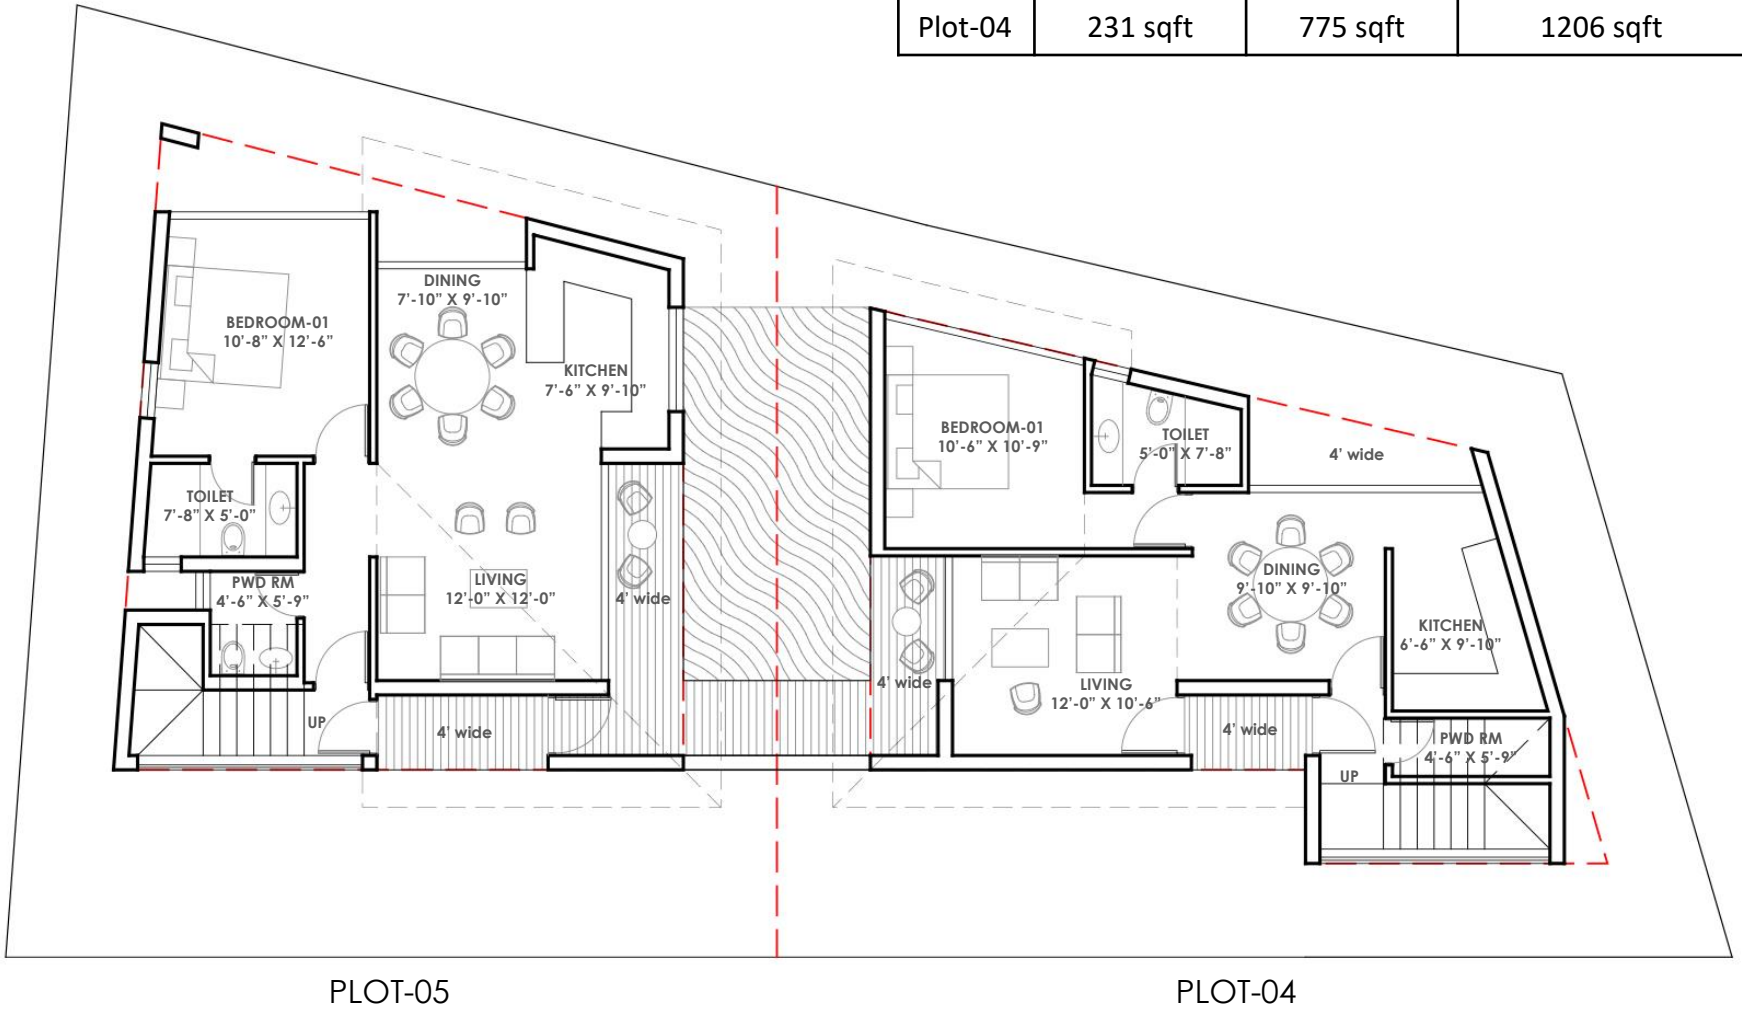 Plot-04 231 sqft 775 sqft 1206 sqft
DINING
7'-10" X 9'-10"
BEDROOM-01
10'-8" X 12'-6"
KITCHEN
7'-6" X 9'-10"
TOILET
7'-8" X 5'-0"
PWD RM
4'-6" X 5'-9"
LIVING
12'-0" X 12'-0"
4' wide
UP
4' wide
BEDROOM-01
10'-6" X 10'-9"
TOILET
5'-0" X 7'-8"
4' wide
DINING
9'-10" X 9'-10"
KITCHEN
6'-6" X 9'-10"
4' wide
LIVING
12'-0" X 10'-6"
4' wide
PWD RM
4'-6" X 5'-9"
UP
PLOT-05
PLOT-04